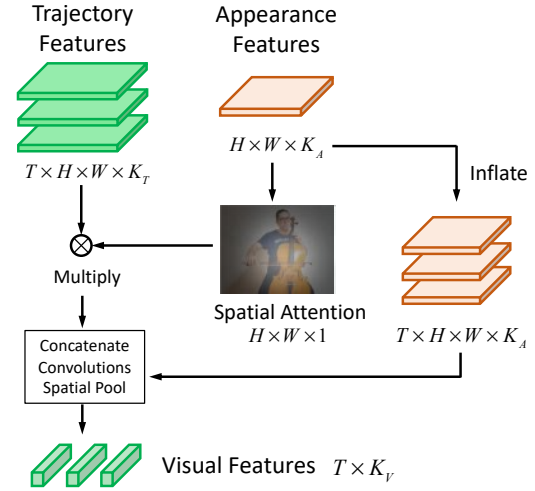 Trajectory
Features
Appearance
Features
T × H × W × K_T
H × W × K_A
Inflate
Multiply
Spatial Attention
H × W × 1
T × H × W × K_A
Concatenate
Convolutions
Spatial Pool
Visual Features T × K_V